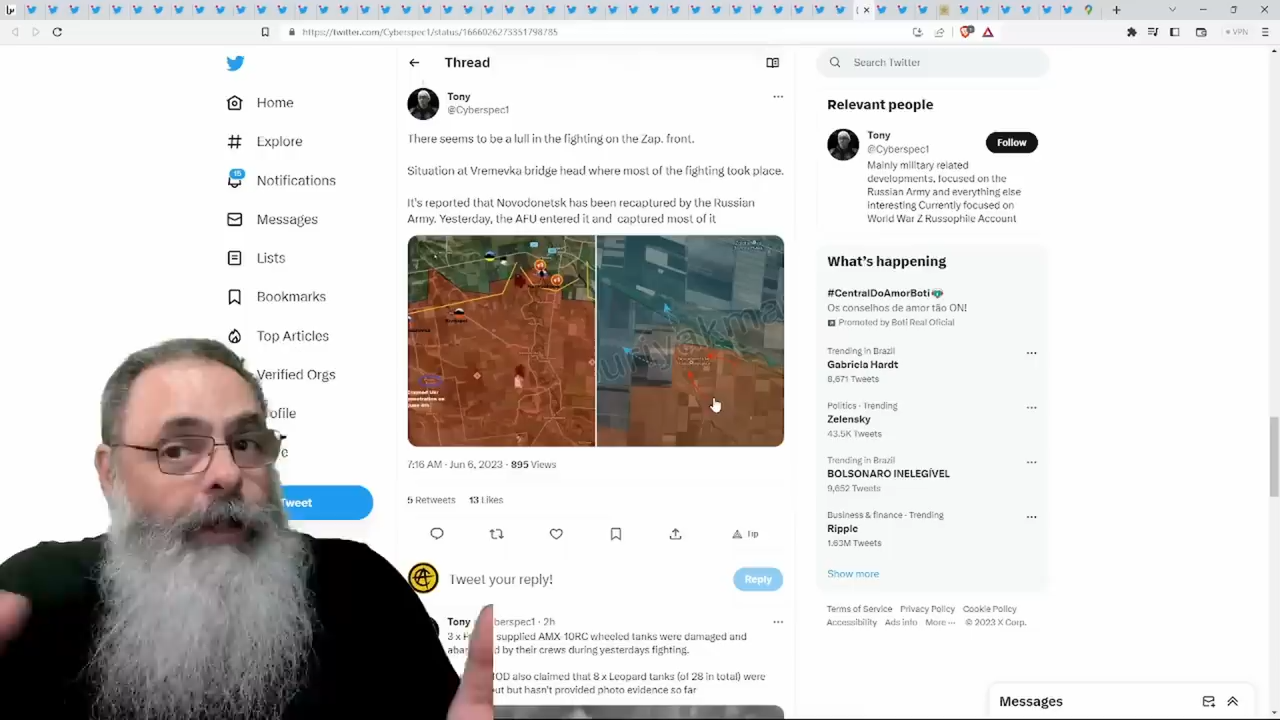 https://twitter.com/Cyberspec1/status/1666026273351798785
VPN
Home
Explore
15
Notifications
Messages
Lists
Bookmarks
Top Articles
Verified Orgs
ofile
e
Tweet
Thread
Tony
@Cyberspec1
There seems to be a lull in the fighting on the Zap. front.
Situation at Vremevka bridge head where most of the fighting took place.
It's reported that Novodonetsk has been recaptured by the Russian
Army. Yesterday, the AFU entered it and captured most of it
7:16 AM · Jun 6, 2023 · 895 Views
5 Retweets 13 Likes
Tip
Tweet your reply!
Reply
Tony
berspec1 · 2h
3 x
supplied AMX-10RC wheeled tanks were damaged and
by their crews during yesterdays fighting.
MOD also claimed that 8 x Leopard tanks (of 28 in total) were
but hasn't provided photo evidence so far
Search Twitter
Relevant people
Tony
@Cyberspec1
Follow
Mainly military related
developments, focused on the
Russian Army and everything else
interesting Currently focused on
World War Z Russophile Account
What's happening
#CentralDoAmorBoti
Os conselhos de amor tão ON!
Promoted by Boti Real Oficial
Trending in Brazil
Gabriela Hardt
8,671 Tweets
Politics · Trending
Zelensky
43.5K Tweets
Trending in Brazil
BOLSONARO INELEGÍVEL
9,652 Tweets
Business & finance · Trending
Ripple
1.63M Tweets
Show more
Terms of Service Privacy Policy Cookie Policy
Accessibility Ads info More ··· © 2023 X Corp.
Messages